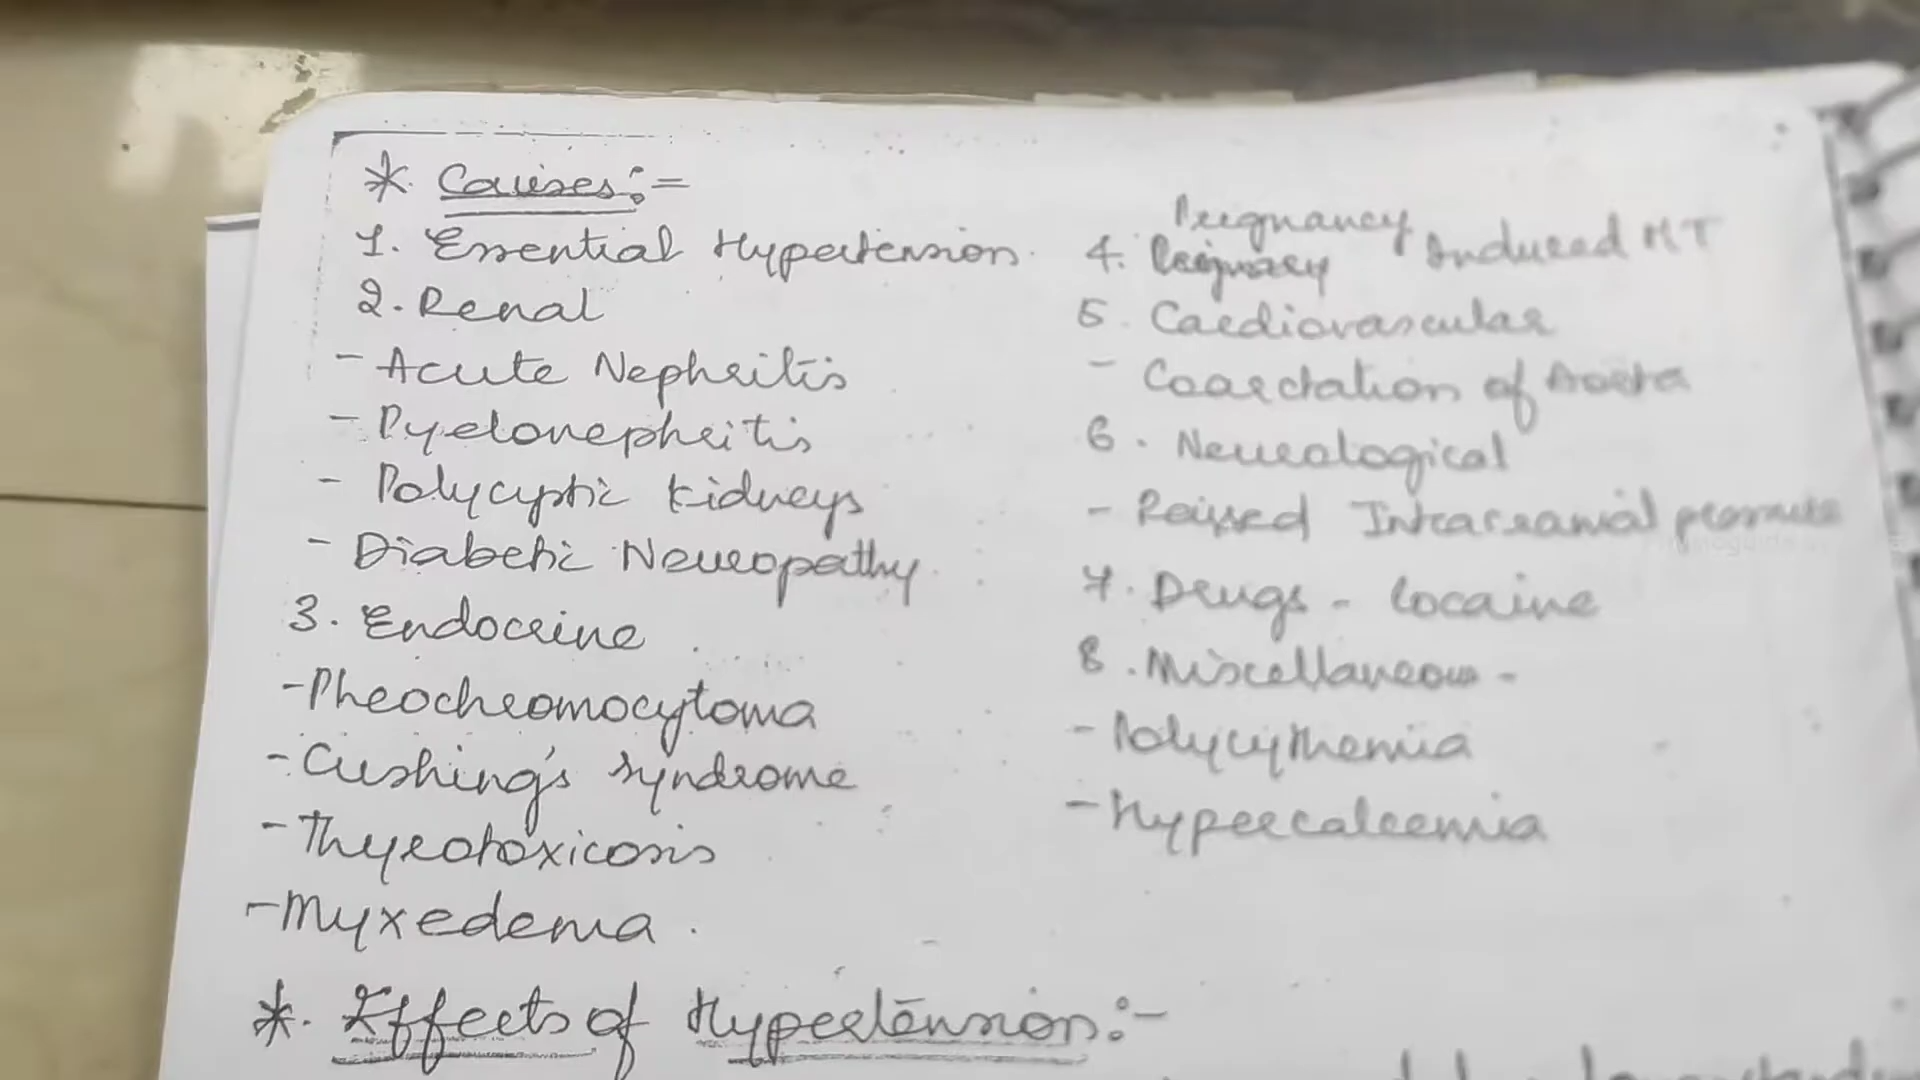 * Causes:-
1. Essential Hypertension
2. Renal
- Acute Nephritis
- Pyelonephritis
- Polycystic kidneys
- Diabetic Neuropathy
3. Endocrine
- Pheochromocytoma
- Cushing's syndrome
- Thyrotoxicosis
- Myxedema.
4. Pregnancy Induced HT
5. Cardiovascular
- Coarctation of Aorta
6. Neurological
- Raised Intracranial pressure
7. Drugs - Cocaine
8. Miscellaneous -
- Polycythemia
- Hypercalcemia
*. Effects of Hypertension:-